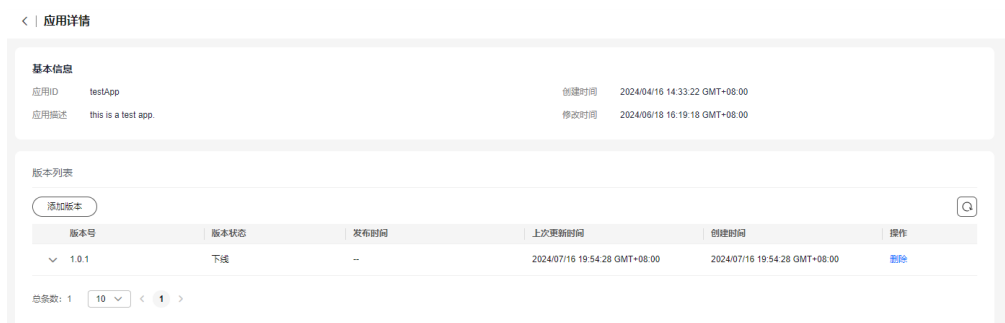 应用详情
基本信息
应用ID testApp 创建时间 2024/04/16 14:33:22 GMT+08:00
应用描述 this is a test app. 修改时间 2024/06/18 16:19:18 GMT+08:00
版本列表
添加版本
版本号 版本状态 发布时间 上次更新时间 创建时间 操作
1.0.1 下线 -- 2024/07/16 19:54:28 GMT+08:00 2024/07/16 19:54:28 GMT+08:00 删除
总条数: 1 10 1